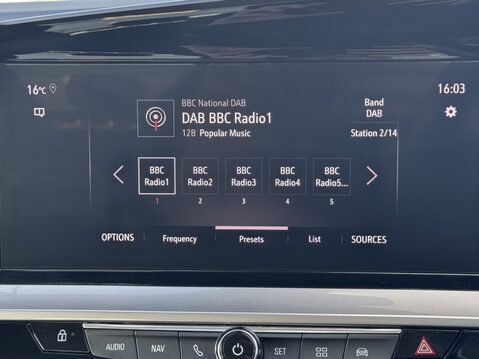 16°C
16:03
BBC National DAB
DAB BBC Radio1
12B Popular Music
Band
DAB
Station 2/14
BBC
Radio1
BBC
Radio2
BBC
Radio3
BBC
Radio4
BBC
Radio5...
1 2 3 4 5
OPTIONS Frequency Presets List SOURCES
AUDIO NAV SET